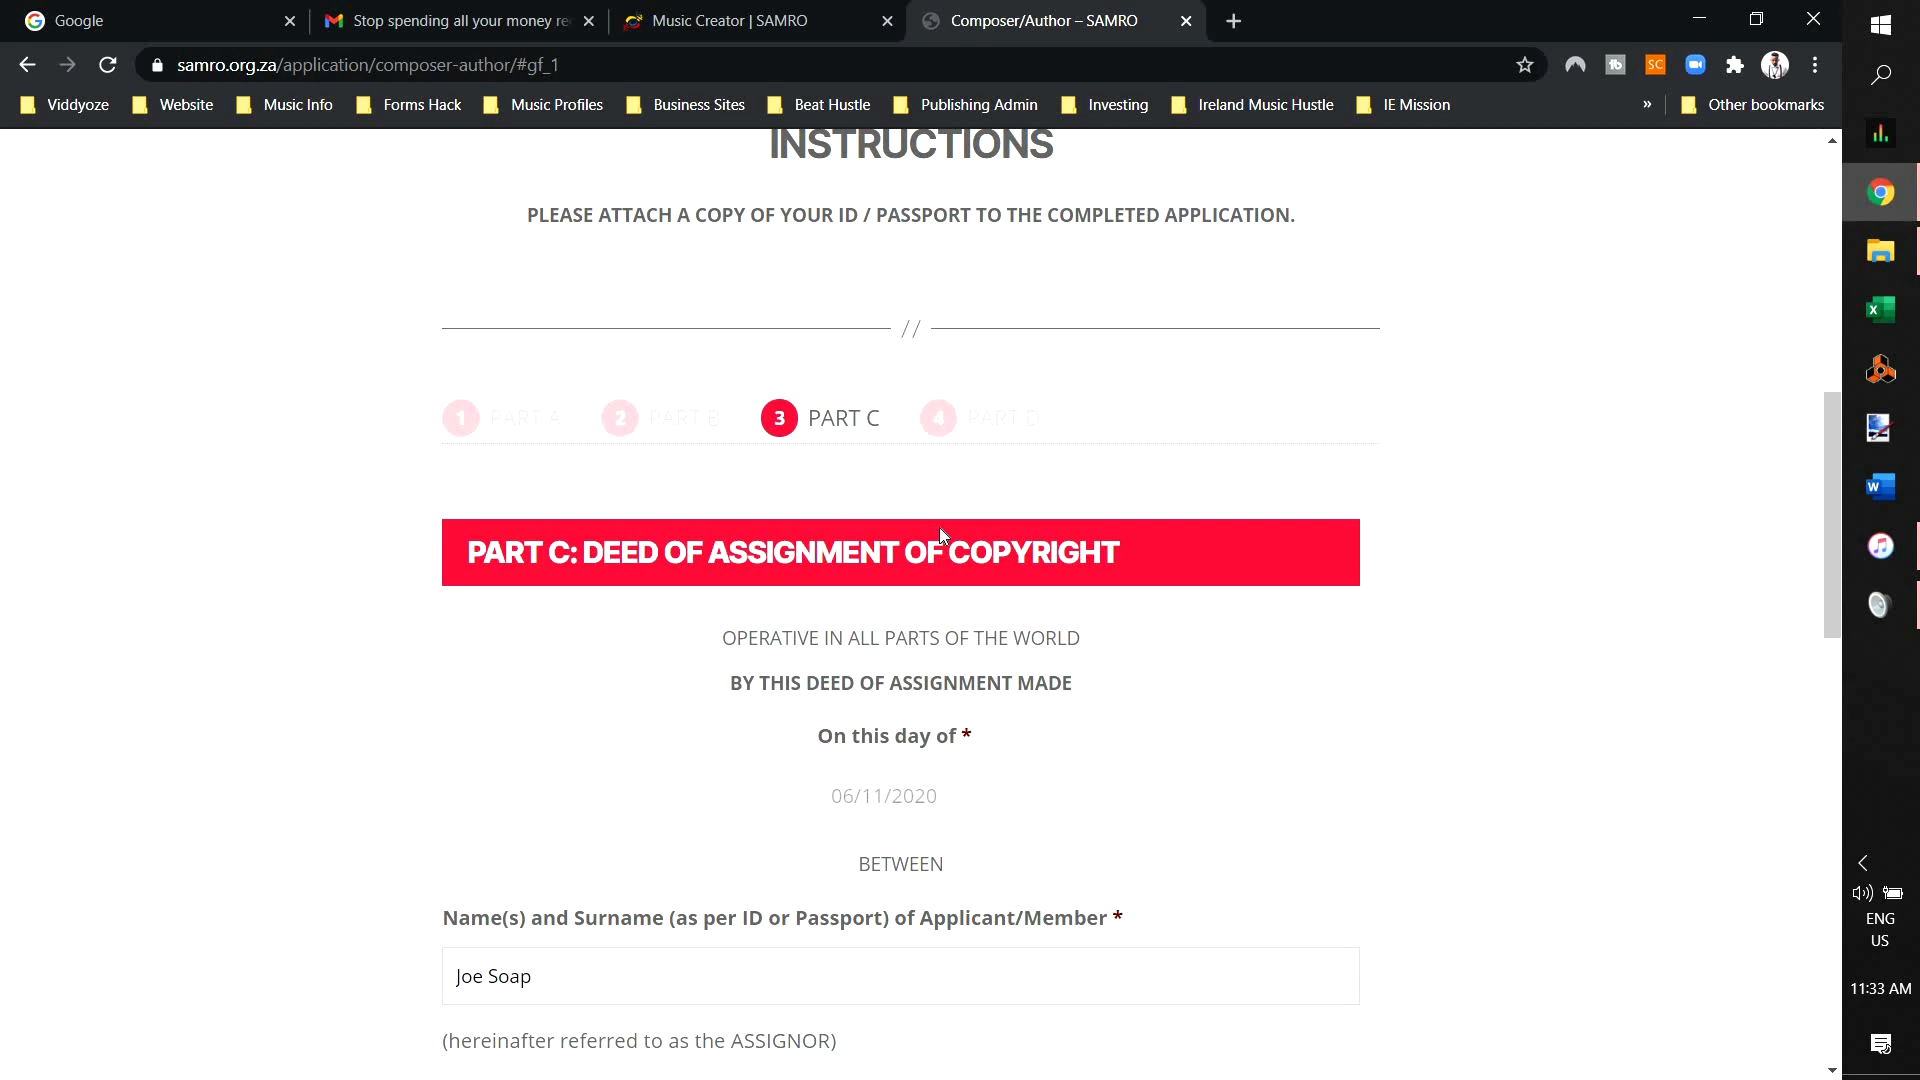 Google
Stop spending all your money re
Music Creator | SAMRO
Composer/Author – SAMRO
samro.org.za/application/composer-author/#gf_1
SC
Viddyoze
Website
Music Info
Forms Hack
Music Profiles
Business Sites
Beat Hustle
Publishing Admin
Investing
Ireland Music Hustle
IE Mission
»
Other bookmarks
INSTRUCTIONS
PLEASE ATTACH A COPY OF YOUR ID / PASSPORT TO THE COMPLETED APPLICATION.
//
1 PART A
2 PART B
3 PART C
4 PART D
PART C: DEED OF ASSIGNMENT OF COPYRIGHT
OPERATIVE IN ALL PARTS OF THE WORLD
BY THIS DEED OF ASSIGNMENT MADE
On this day of *
06/11/2020
BETWEEN
Name(s) and Surname (as per ID or Passport) of Applicant/Member *
Joe Soap
(hereinafter referred to as the ASSIGNOR)
ENG
US
11:33 AM